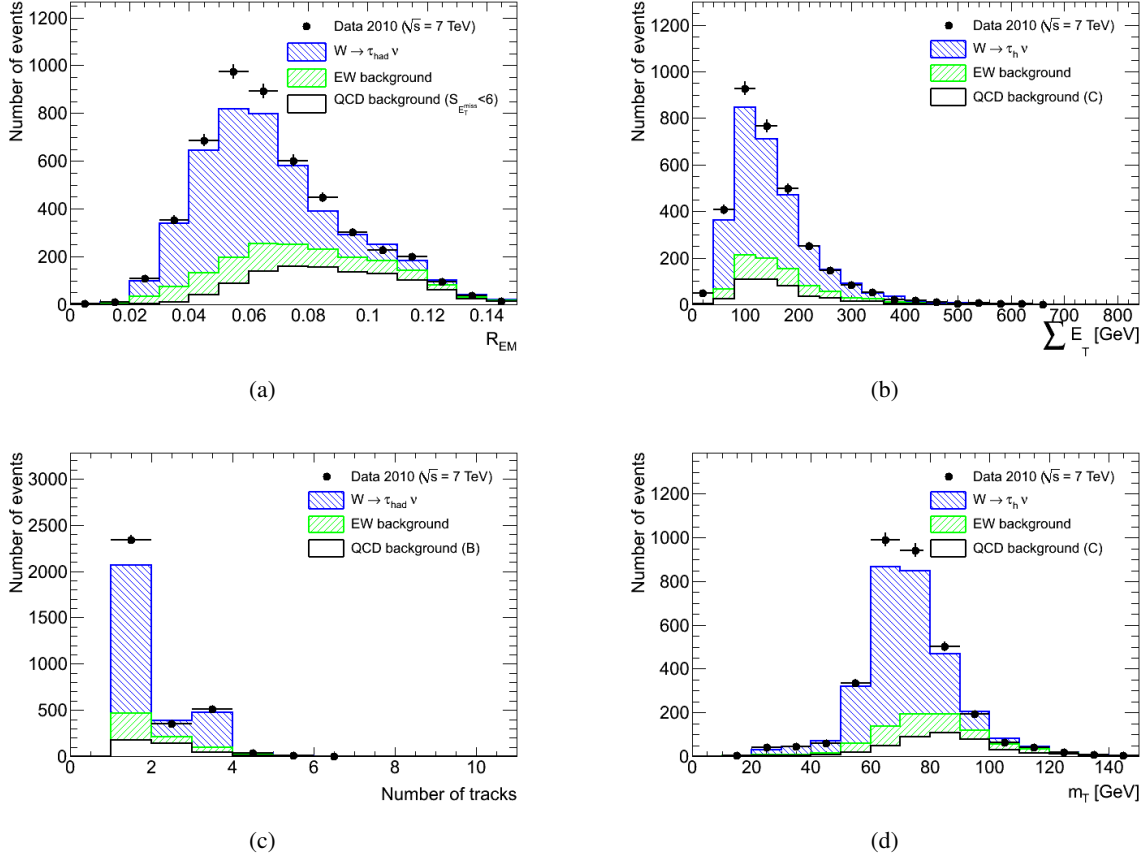 Number of events
1200
1000
800
600
400
200
0
0 0.02 0.04 0.06 0.08 0.1 0.12 0.14
R_EM
Data 2010 (√s = 7 TeV)
W → τ_had ν
EW background
QCD background (S_{E_T^miss}<6)
(a)
Number of events
1200
1000
800
600
400
200
0
0 100 200 300 400 500 600 700 800
∑ E_T [GeV]
Data 2010 (√s = 7 TeV)
W → τ_h ν
EW background
QCD background (C)
(b)
Number of events
3000
2500
2000
1500
1000
500
0
0 2 4 6 8 10
Number of tracks
Data 2010 (√s = 7 TeV)
W → τ_had ν
EW background
QCD background (B)
(c)
Number of events
1200
1000
800
600
400
200
0
0 20 40 60 80 100 120 140
m_T [GeV]
Data 2010 (√s = 7 TeV)
W → τ_h ν
EW background
QCD background (C)
(d)